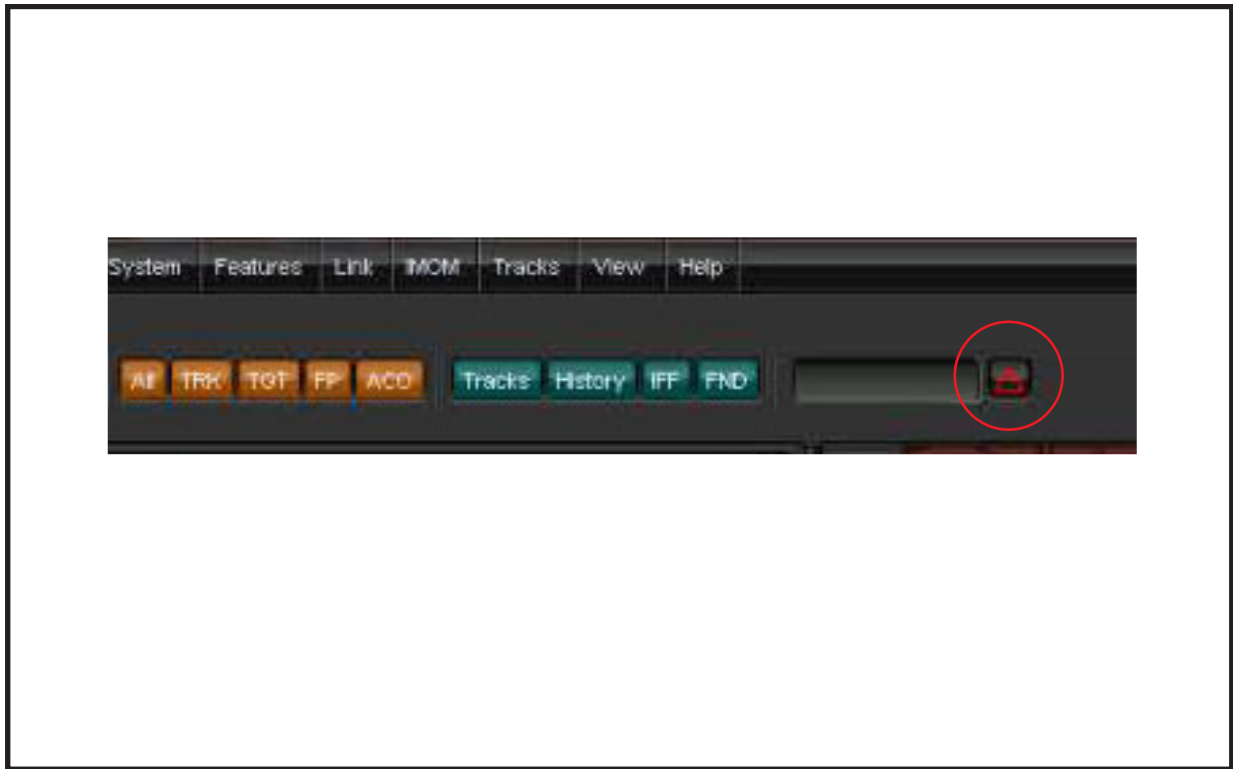 System Features Link IMOM Tracks View Help
All TRK TGT FP ACO Tracks History IFF FND